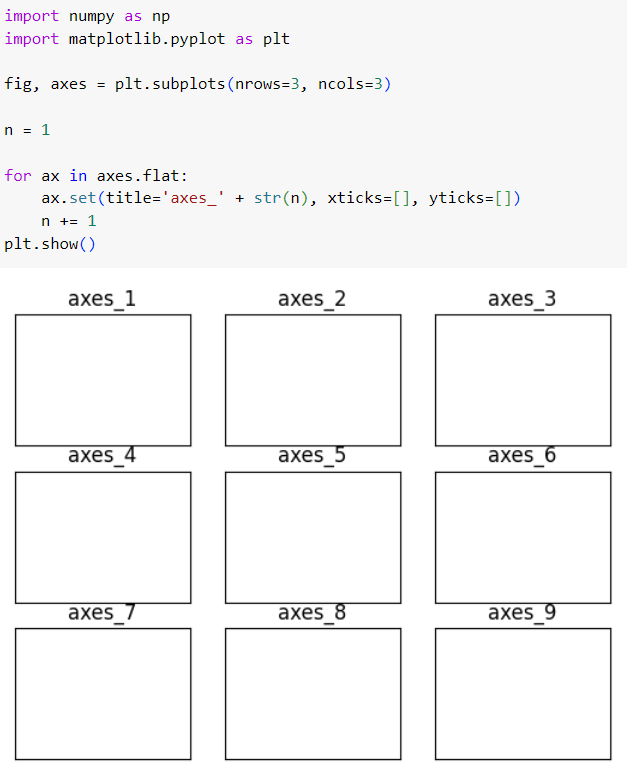 import numpy as np
import matplotlib.pyplot as plt
fig, axes = plt.subplots(nrows=3, ncols=3)
n = 1
for ax in axes.flat:
    ax.set(title='axes_' + str(n), xticks=[], yticks=[])
    n += 1
plt.show()
axes_1 axes_2 axes_3
axes_4 axes_5 axes_6
axes_7 axes_8 axes_9